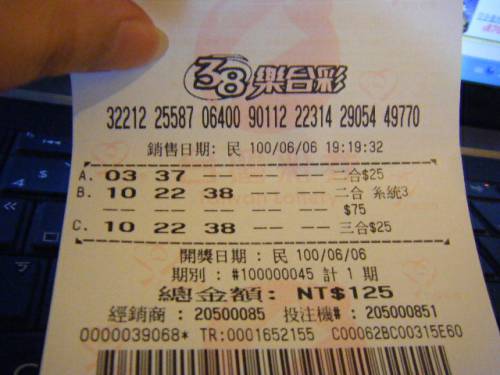 38 樂合彩
32212 25587 06400 90112 22314 29054 49770
銷售日期: 民 100/06/06 19:19:32
A. 03 37 -- -- -- -- 二合$25
B. 10 22 38 -- -- -- 二合 系統3
-- -- -- -- -- -- $75
C. 10 22 38 -- -- -- 三合$25
開獎日期 : 民 100/06/06
期別 : #100000045 計 1 期
總金額: NT$125
經銷商 : 20500085 投注機# : 205000851
0000039068* TR:0001652155 C00062BC00315E60